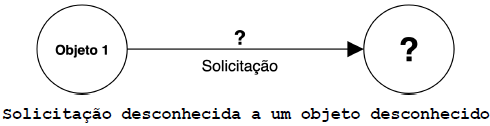 ?
Objeto 1
?
Solicitação
Solicitação desconhecida a um objeto desconhecido